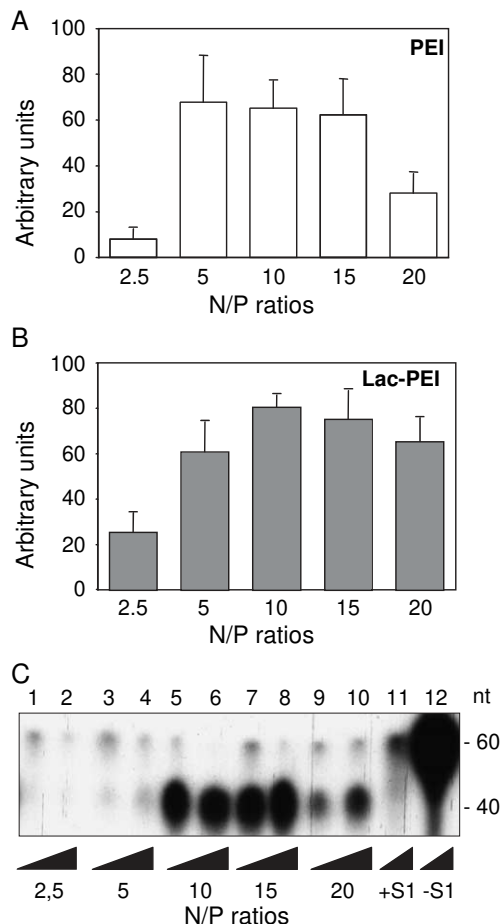 A
PEI
100
80
60
40
20
0
Arbitrary units
2.5 5 10 15 20
N/P ratios
B
Lac-PEI
100
80
60
40
20
0
Arbitrary units
2.5 5 10 15 20
N/P ratios
C
1 2 3 4 5 6 7 8 9 10 11 12 nt
- 60
- 40
2,5 5 10 15 20 +S1 -S1
N/P ratios